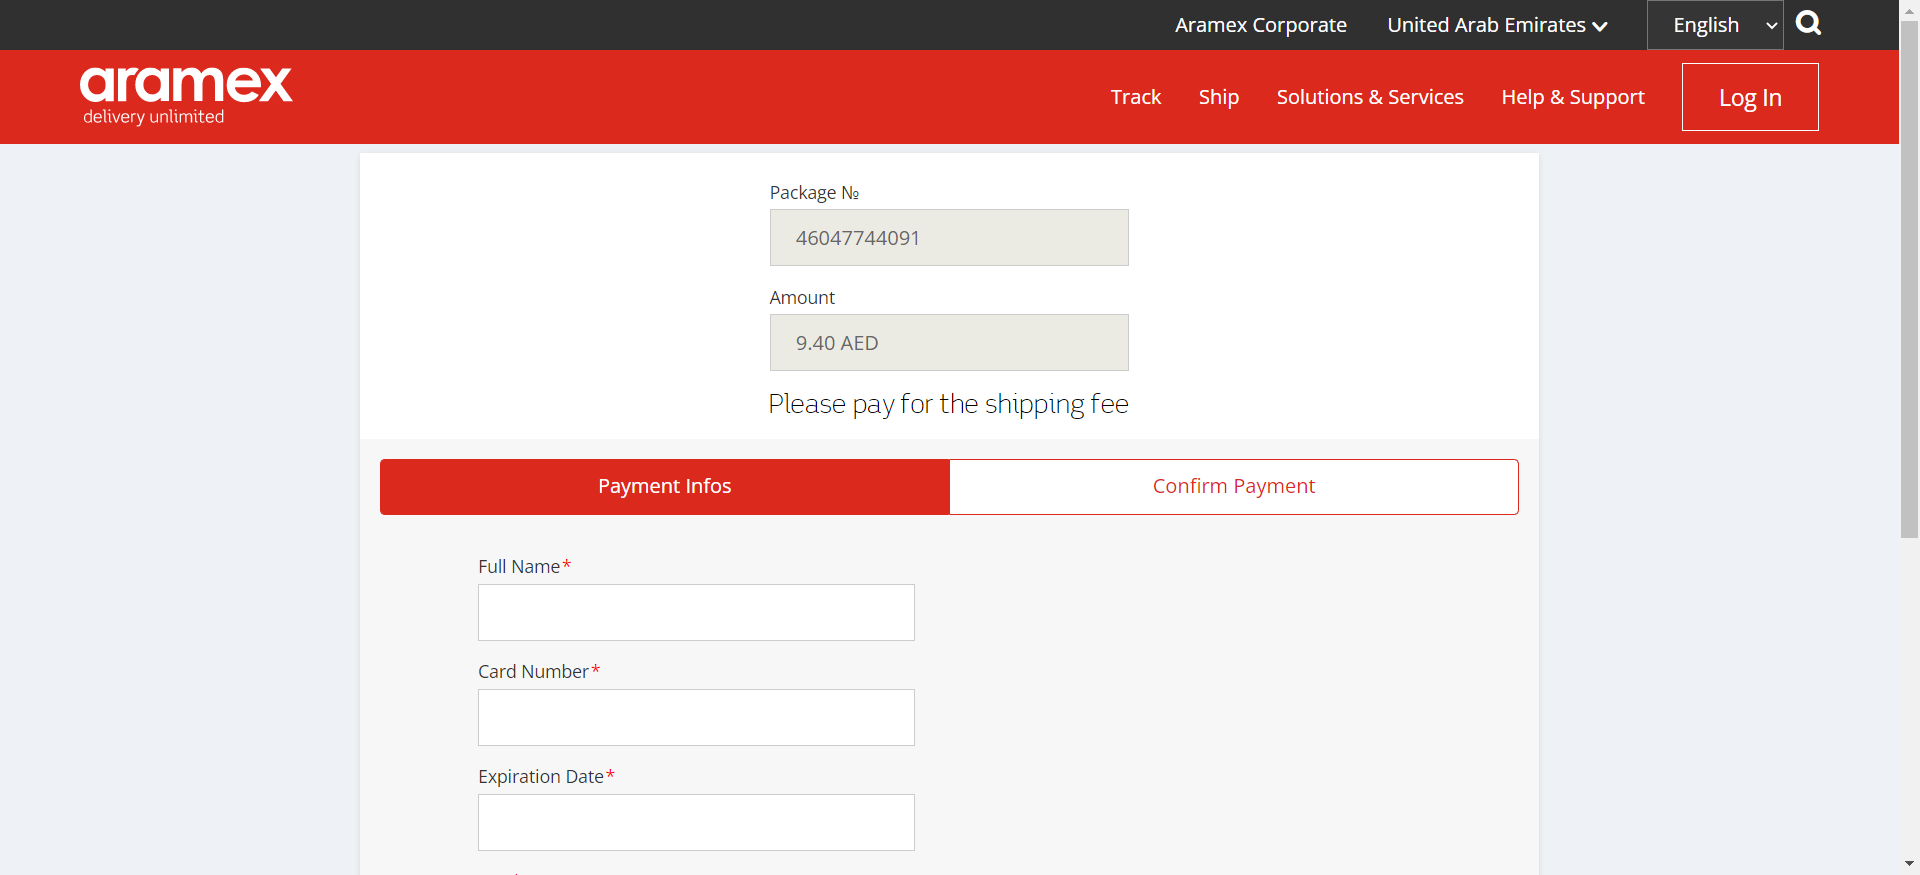 Aramex Corporate United Arab Emirates English
aramex
delivery unlimited
Track Ship Solutions & Services Help & Support Log In
Package №
46047744091
Amount
9.40 AED
Please pay for the shipping fee
Payment Infos Confirm Payment
Full Name*
Card Number*
Expiration Date*